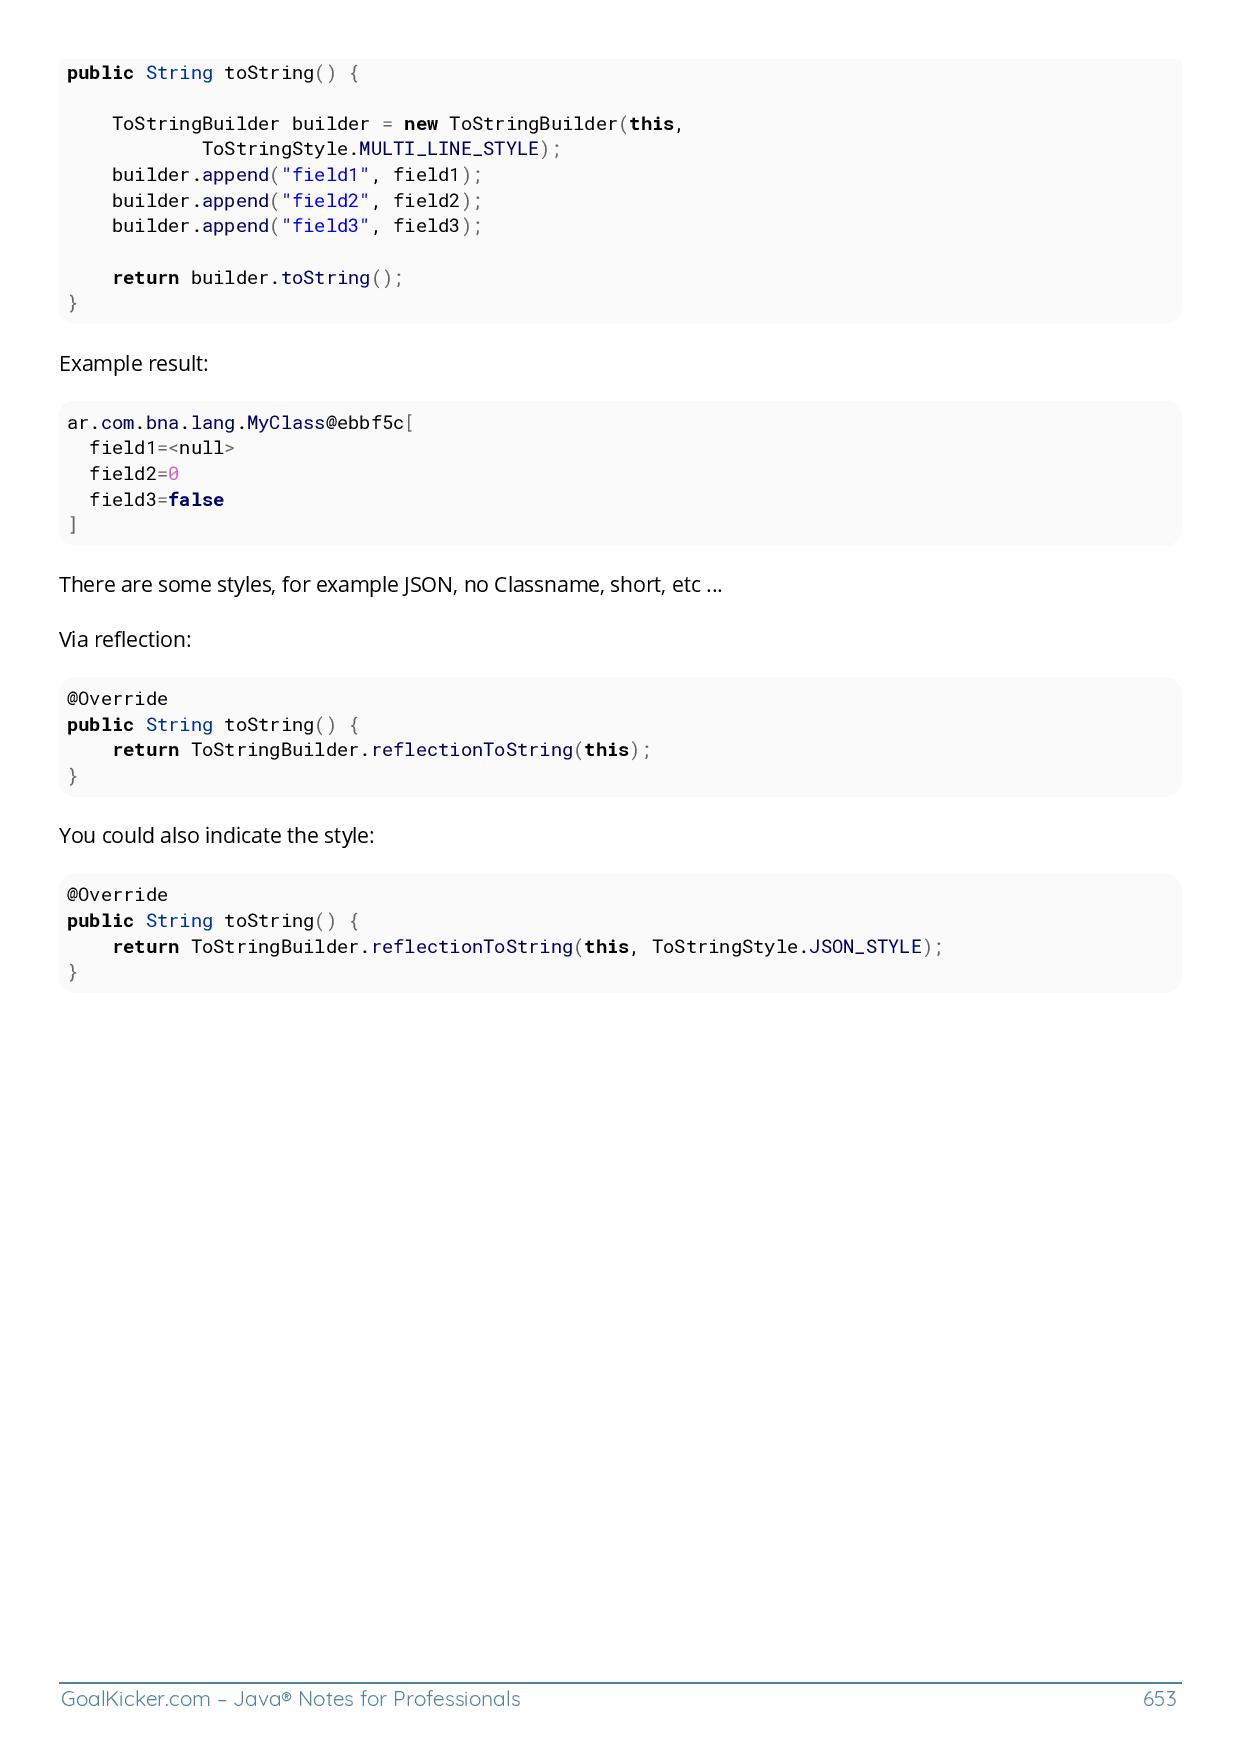 public String toString() {

    ToStringBuilder builder = new ToStringBuilder(this,
            ToStringStyle.MULTI_LINE_STYLE);
    builder.append("field1", field1);
    builder.append("field2", field2);
    builder.append("field3", field3);

    return builder.toString();
}
Example result:
ar.com.bna.lang.MyClass@ebbf5c[
  field1=<null>
  field2=0
  field3=false
]
There are some styles, for example JSON, no Classname, short, etc ...
Via reflection:
@Override
public String toString() {
    return ToStringBuilder.reflectionToString(this);
}
You could also indicate the style:
@Override
public String toString() {
    return ToStringBuilder.reflectionToString(this, ToStringStyle.JSON_STYLE);
}
GoalKicker.com – Java® Notes for Professionals 653